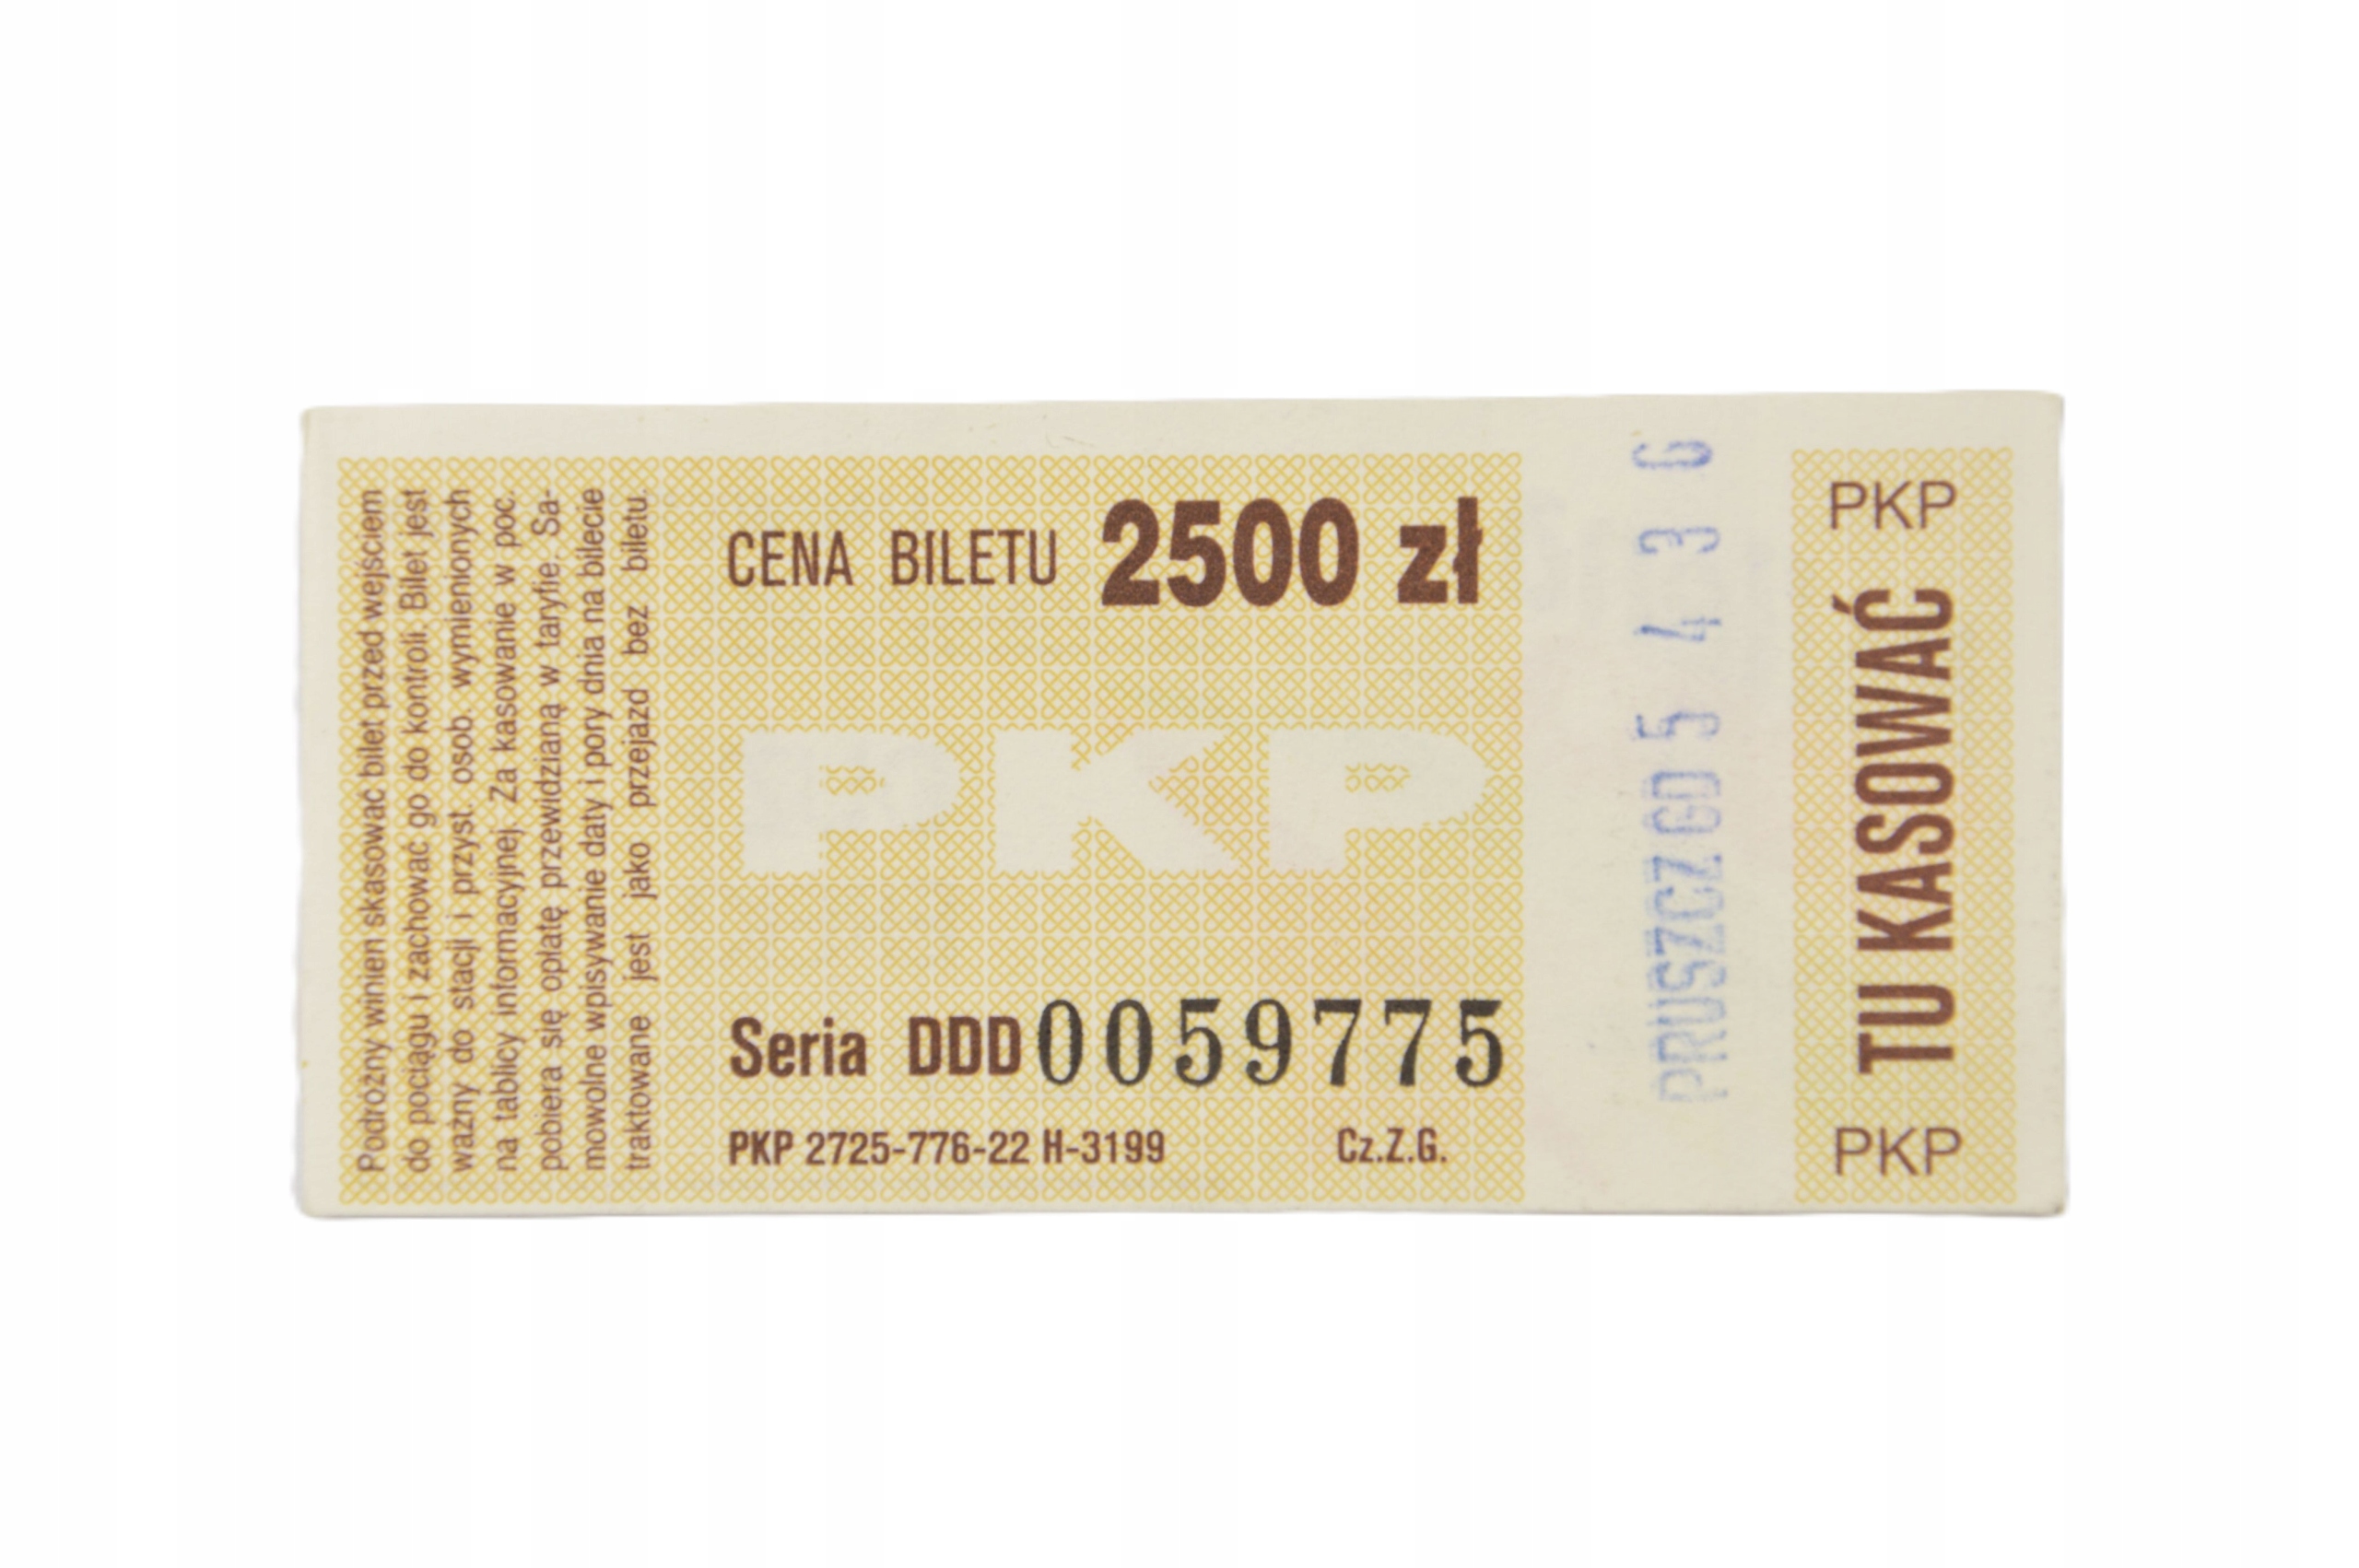 Podróżny winien skasować bilet przed wejściem
do pociągu i zachować go do kontroli. Bilet jest
ważny do stacji i przyst. osob. wymienionych
na tablicy informacyjnej. Za kasowanie w poc.
pobiera się opłatę przewidzianą w taryfie. Sa-
mowolne wpisywanie daty i pory dnia na bilecie
traktowane jest jako przejazd bez biletu.
CENA BILETU 2500 zł
PKP
Seria DDD 0059775
PKP 2725-776-22 H-3199 Cz.Z.G.
PRUSZCZ GD 5 4 3 6
PKP
TU KASOWAĆ
PKP